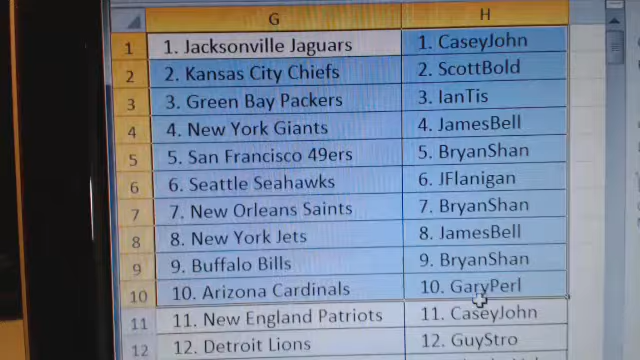 G H
1 1. Jacksonville Jaguars 1. CaseyJohn
2 2. Kansas City Chiefs 2. ScottBold
3 3. Green Bay Packers 3. IanTis
4 4. New York Giants 4. JamesBell
5 5. San Francisco 49ers 5. BryanShan
6 6. Seattle Seahawks 6. JFlanigan
7 7. New Orleans Saints 7. BryanShan
8 8. New York Jets 8. JamesBell
9 9. Buffalo Bills 9. BryanShan
10 10. Arizona Cardinals 10. GaryPerl
11 11. New England Patriots 11. CaseyJohn
12 12. Detroit Lions 12. GuyStro